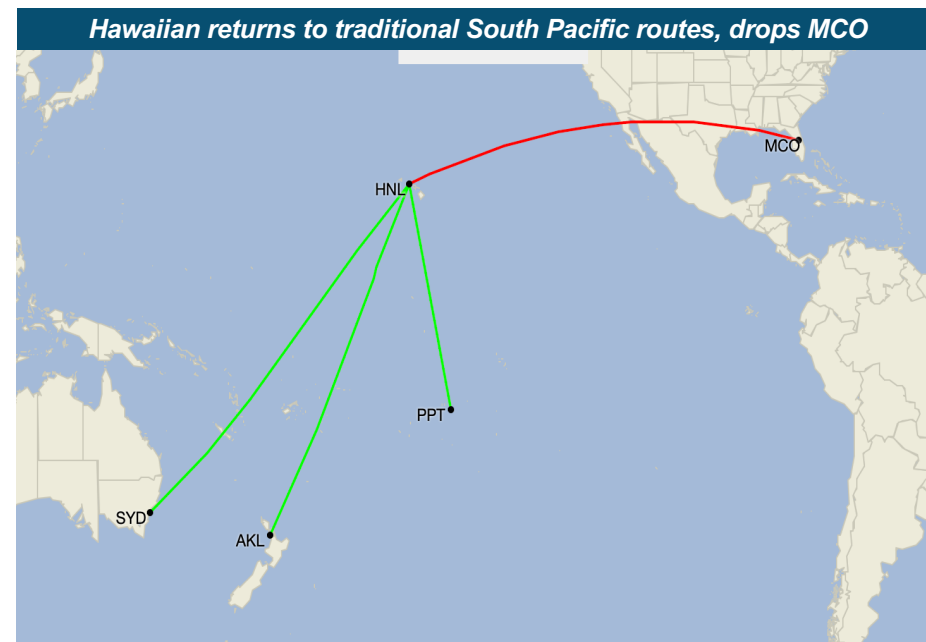 Hawaiian returns to traditional South Pacific routes, drops MCO
MCO
HNL
PPT
SYD
AKL